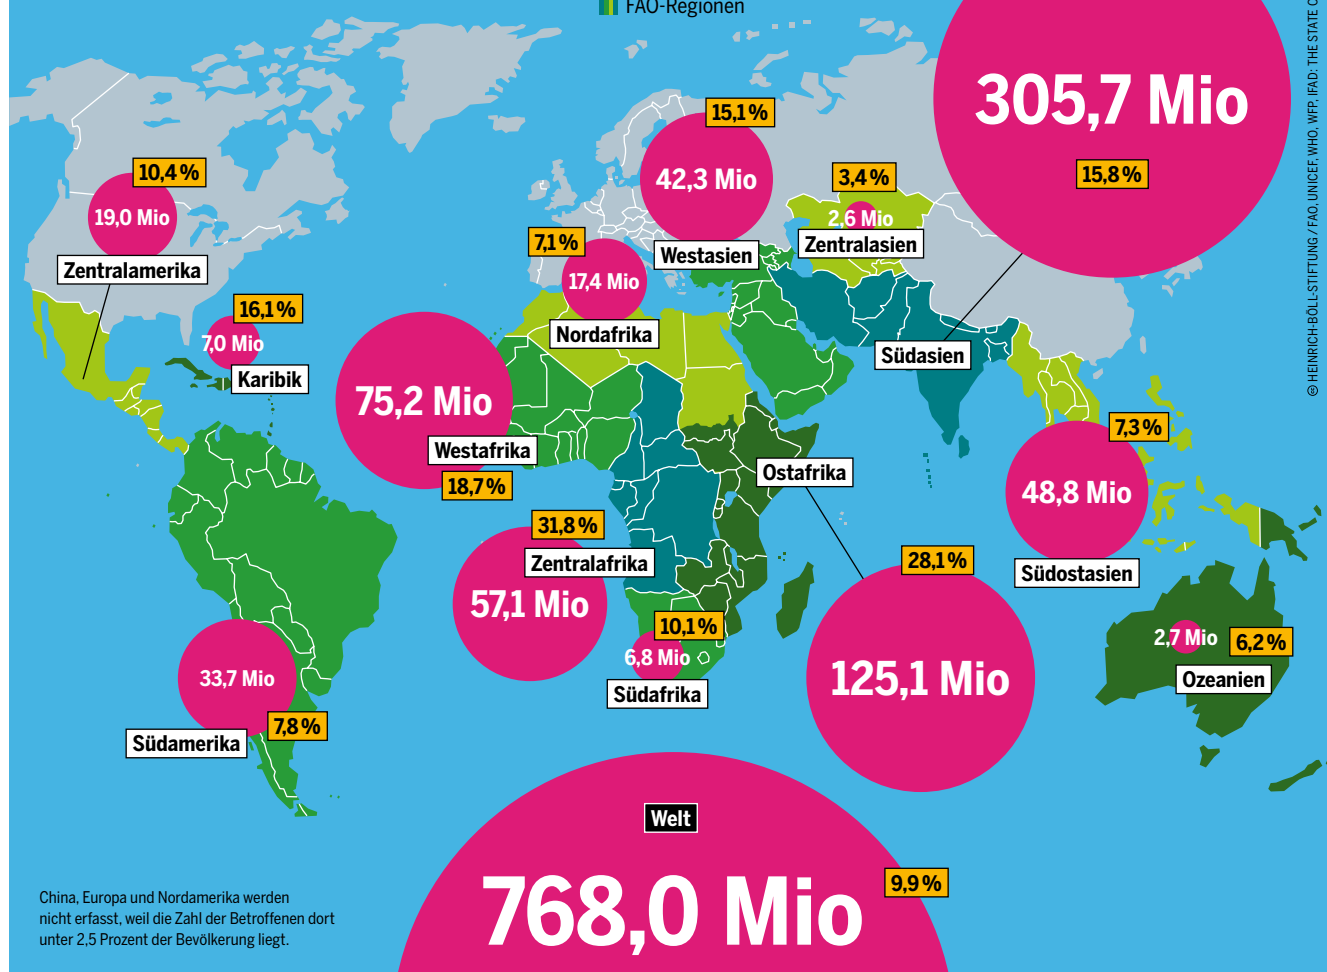 FAO-Regionen
305,7 Mio
15,8 %
15,1 %
42,3 Mio
Westasien
3,4 %
2,6 Mio
Zentralasien
10,4 %
19,0 Mio
Zentralamerika
7,1 %
17,4 Mio
Nordafrika
16,1 %
7,0 Mio
Karibik
Südasien
75,2 Mio
Westafrika
18,7 %
7,3 %
48,8 Mio
Südostasien
Ostafrika
28,1 %
125,1 Mio
31,8 %
Zentralafrika
57,1 Mio
10,1 %
6,8 Mio
Südafrika
2,7 Mio
6,2 %
Ozeanien
33,7 Mio
7,8 %
Südamerika
Welt
768,0 Mio
9,9 %
China, Europa und Nordamerika werden
nicht erfasst, weil die Zahl der Betroffenen dort
unter 2,5 Prozent der Bevölkerung liegt.
HEINRICH-BÖLL-STIFTUNG / FAO, UNICEF, WHO, WFP, IFAD: THE STATE